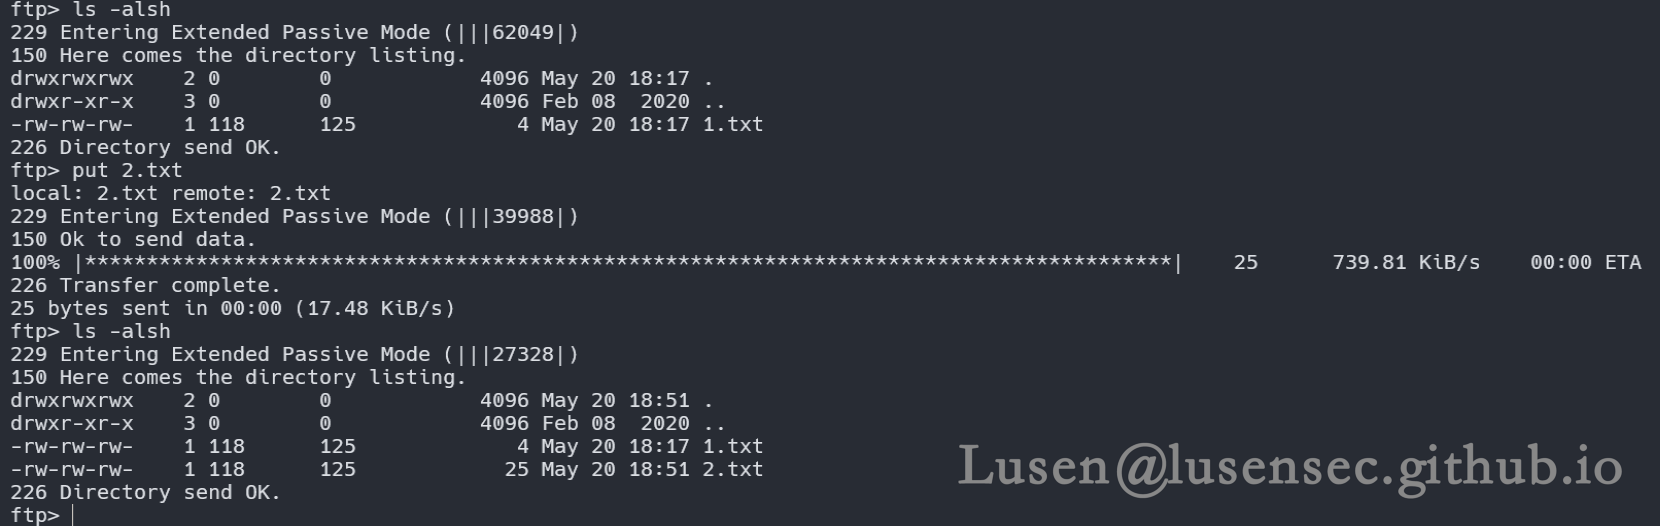 ftp> ls -alsh
229 Entering Extended Passive Mode (|||62049|)
150 Here comes the directory listing.
drwxrwxrwx    2 0        0            4096 May 20 18:17 .
drwxr-xr-x    3 0        0            4096 Feb 08  2020 ..
-rw-rw-rw-    1 118      125             4 May 20 18:17 1.txt
226 Directory send OK.
ftp> put 2.txt
local: 2.txt remote: 2.txt
229 Entering Extended Passive Mode (|||39988|)
150 Ok to send data.
100% |****************************************************************************************|    25      739.81 KiB/s    00:00 ETA
226 Transfer complete.
25 bytes sent in 00:00 (17.48 KiB/s)
ftp> ls -alsh
229 Entering Extended Passive Mode (|||27328|)
150 Here comes the directory listing.
drwxrwxrwx    2 0        0            4096 May 20 18:51 .
drwxr-xr-x    3 0        0            4096 Feb 08  2020 ..
-rw-rw-rw-    1 118      125             4 May 20 18:17 1.txt
-rw-rw-rw-    1 118      125            25 May 20 18:51 2.txt
226 Directory send OK.
ftp>
Lusen@lusensec.github.io